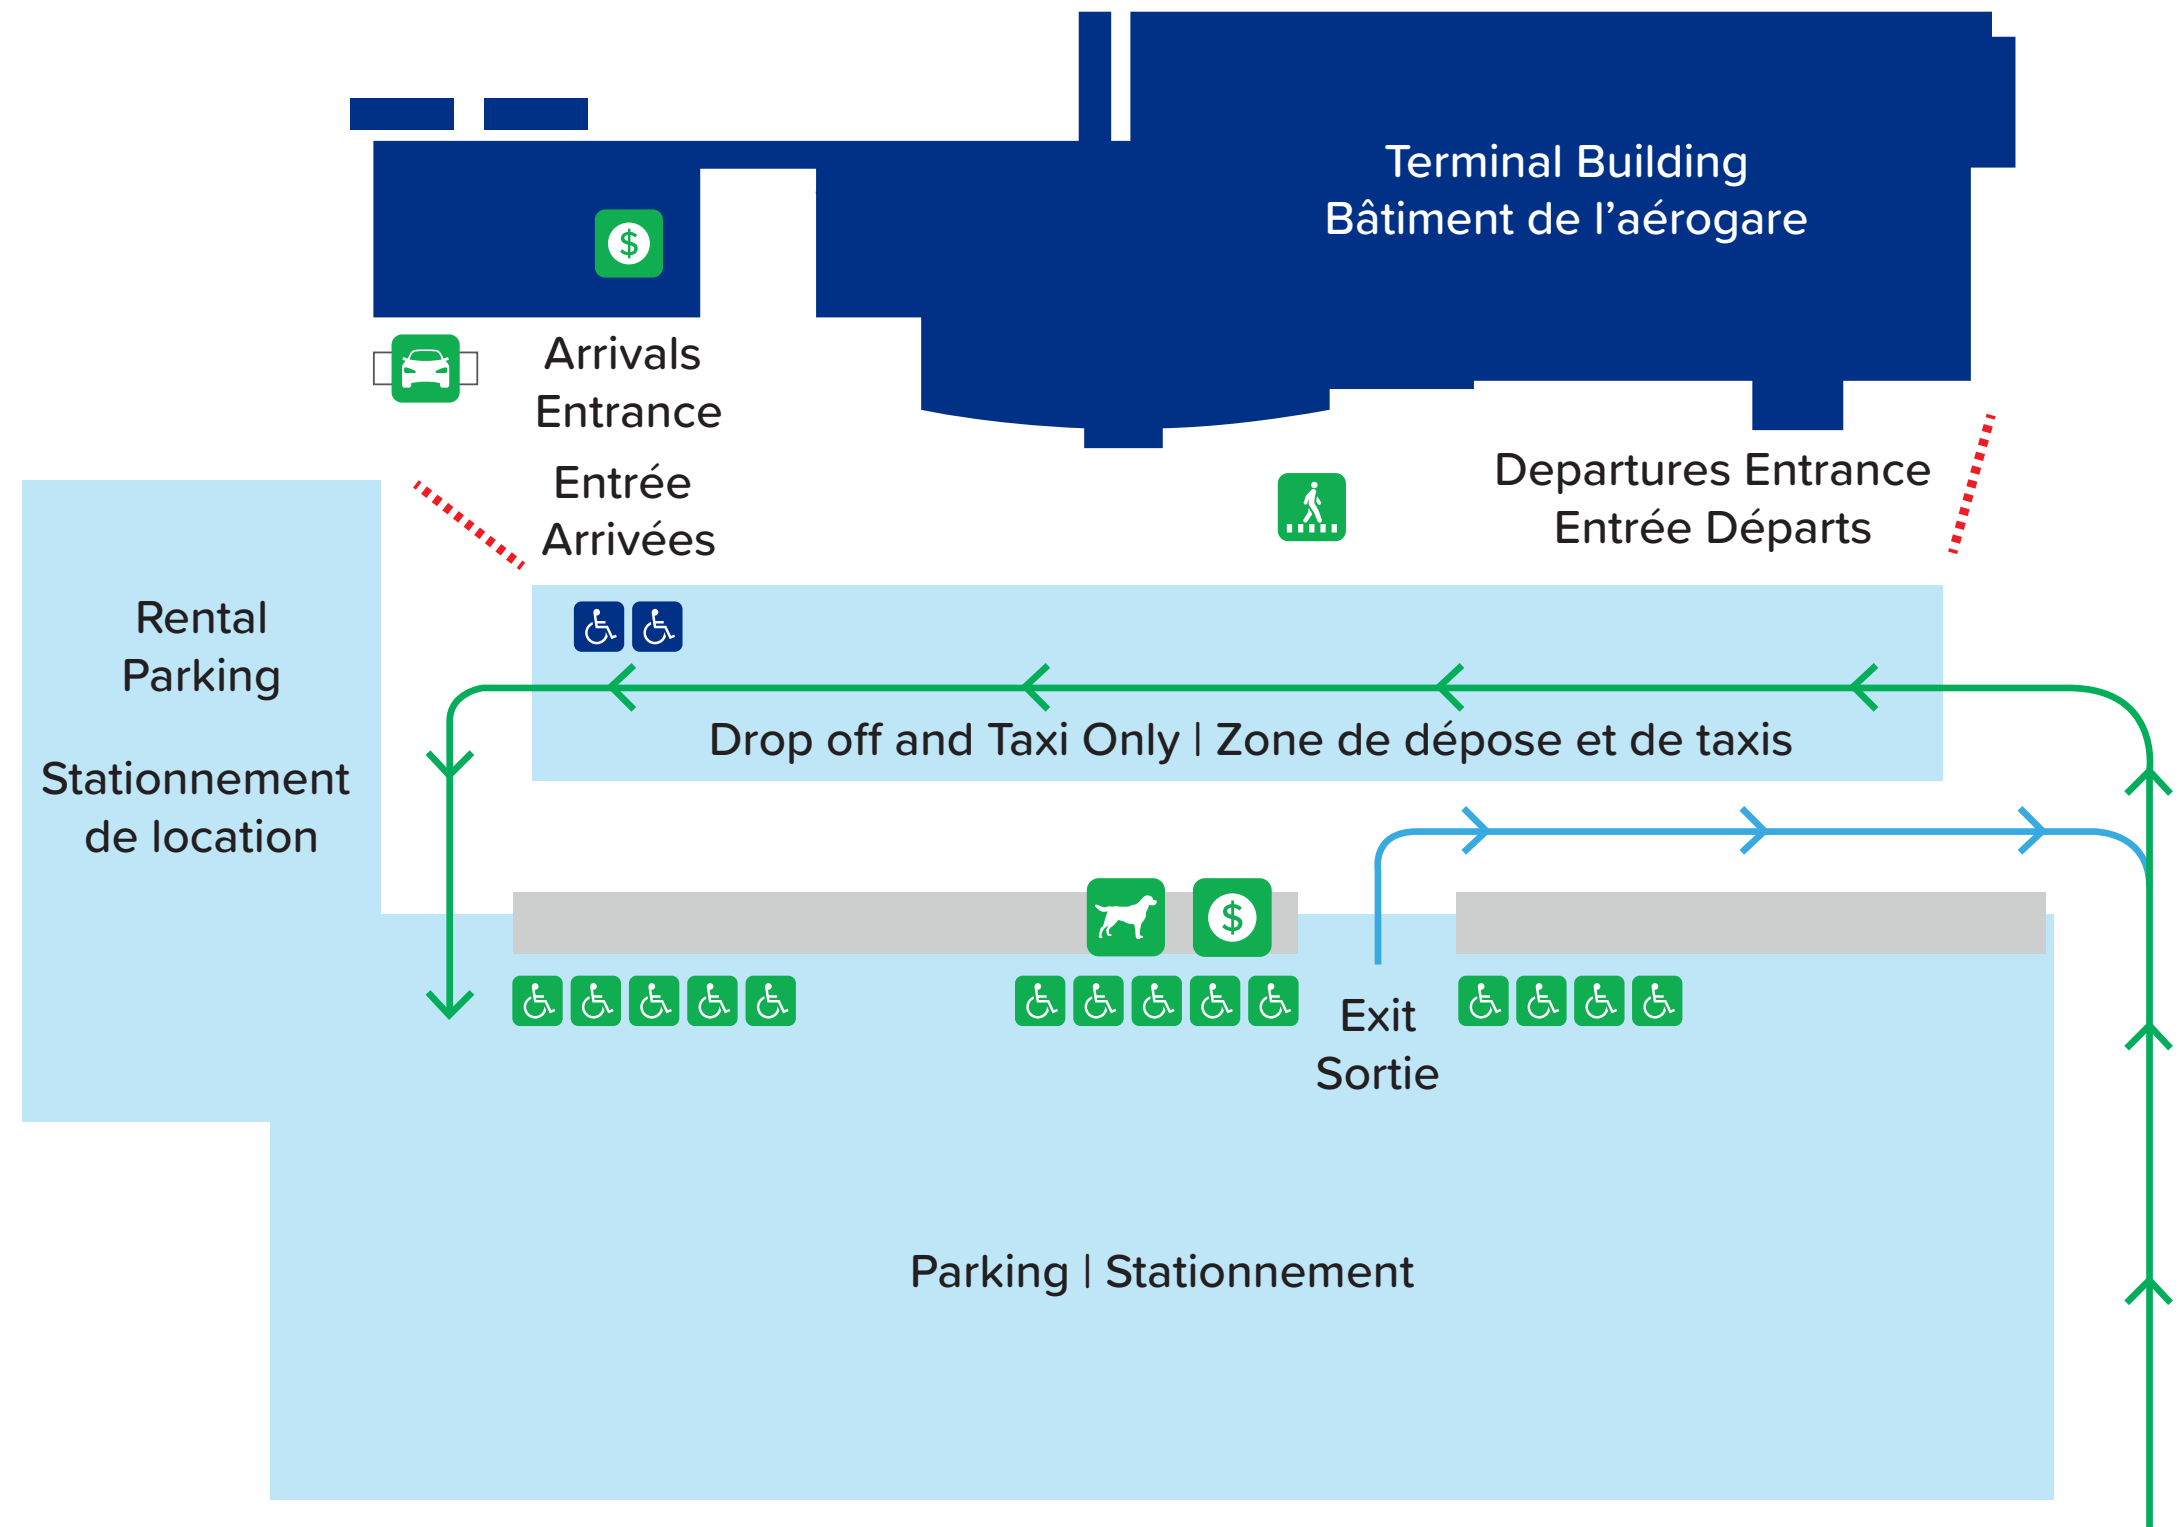 Terminal Building
Bâtiment de l’aérogare
$
Arrivals
Entrance
Entrée
Arrivées
Departures Entrance
Entrée Départs
Rental
Parking
Stationnement
de location
Drop off and Taxi Only | Zone de dépose et de taxis
$
Exit
Sortie
Parking | Stationnement